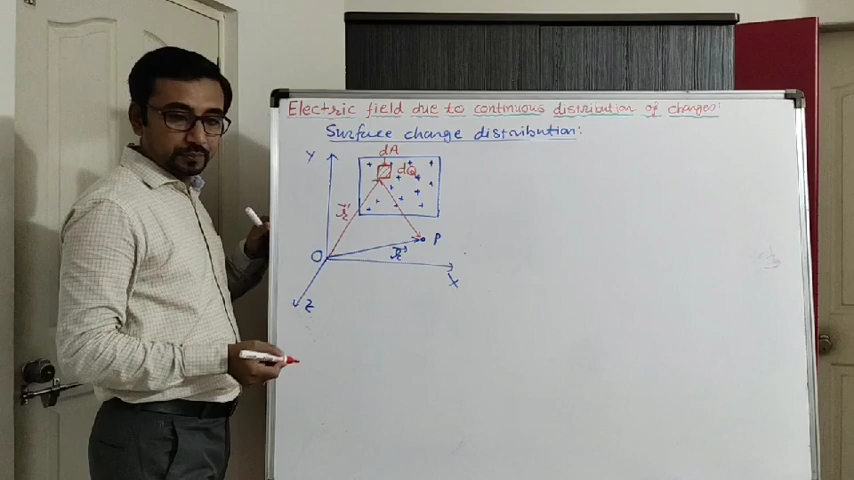 Electric field due to continuous distribution of charges:
Surface charge distribution:
dA
Y
dQ
r'
P
O
r
X
Z